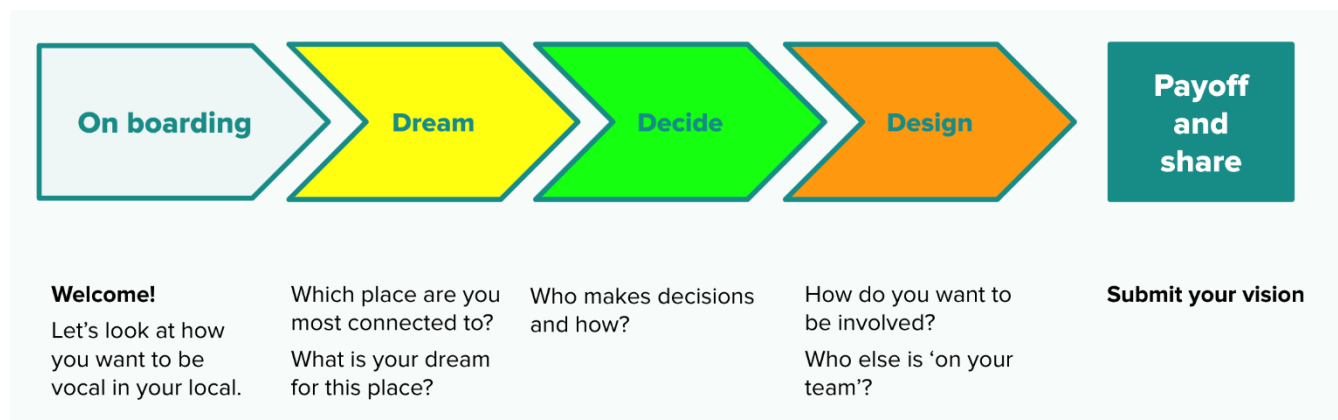 On boarding
Dream
Decide
Design
Payoff
and
share
Welcome!
Let’s look at how
you want to be
vocal in your local.
Which place are you
most connected to?
What is your dream
for this place?
Who makes decisions
and how?
How do you want to
be involved?
Who else is ‘on your
team’?
Submit your vision